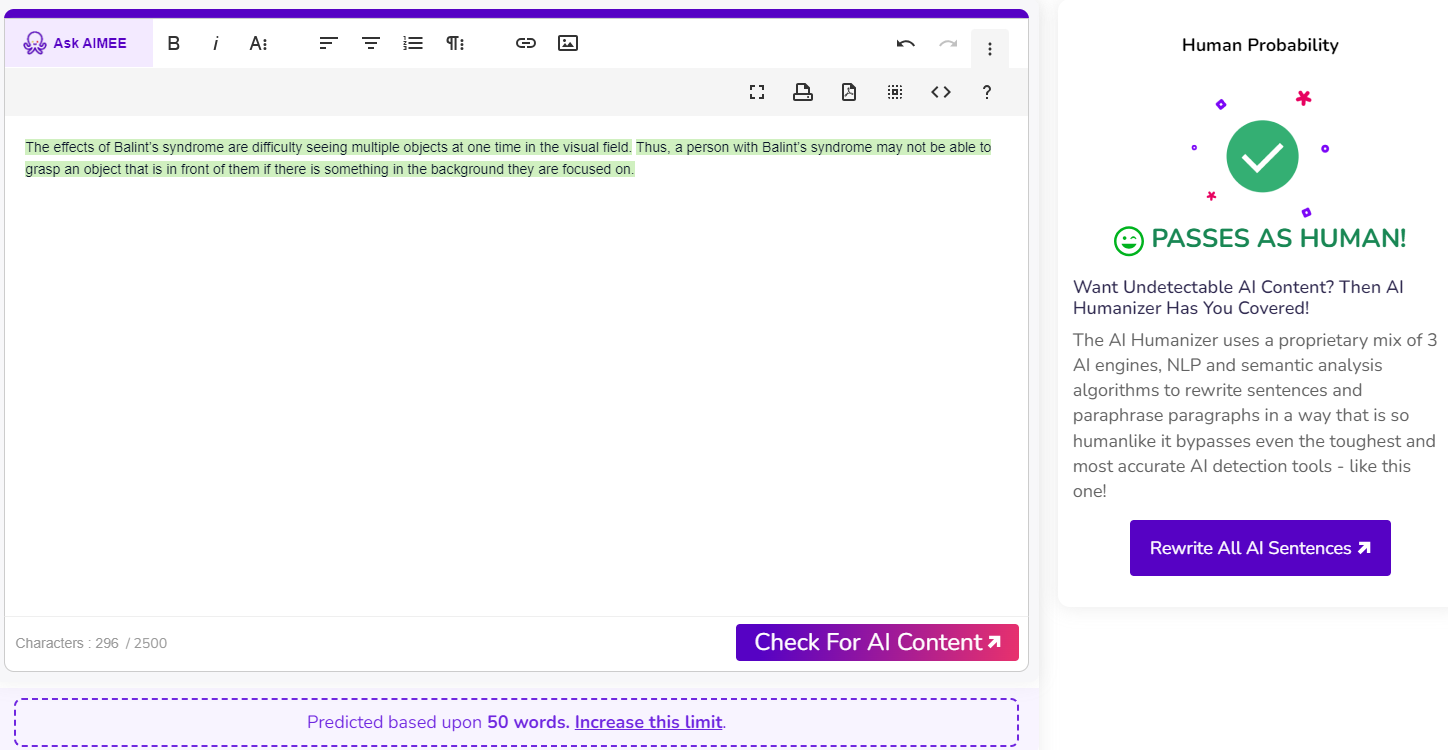 Ask AIMEE
Human Probability
The effects of Balint's syndrome are difficulty seeing multiple objects at one time in the visual field. Thus, a person with Balint's syndrome may not be able to
grasp an object that is in front of them if there is something in the background they are focused on.
PASSES AS HUMAN!
Want Undetectable AI Content? Then AI
Humanizer Has You Covered!
The AI Humanizer uses a proprietary mix of 3
AI engines, NLP and semantic analysis
algorithms to rewrite sentences and
paraphrase paragraphs in a way that is so
humanlike it bypasses even the toughest and
most accurate AI detection tools - like this
one!
Rewrite All AI Sentences
Characters : 296 / 2500
Check For AI Content
Predicted based upon 50 words. Increase this limit.